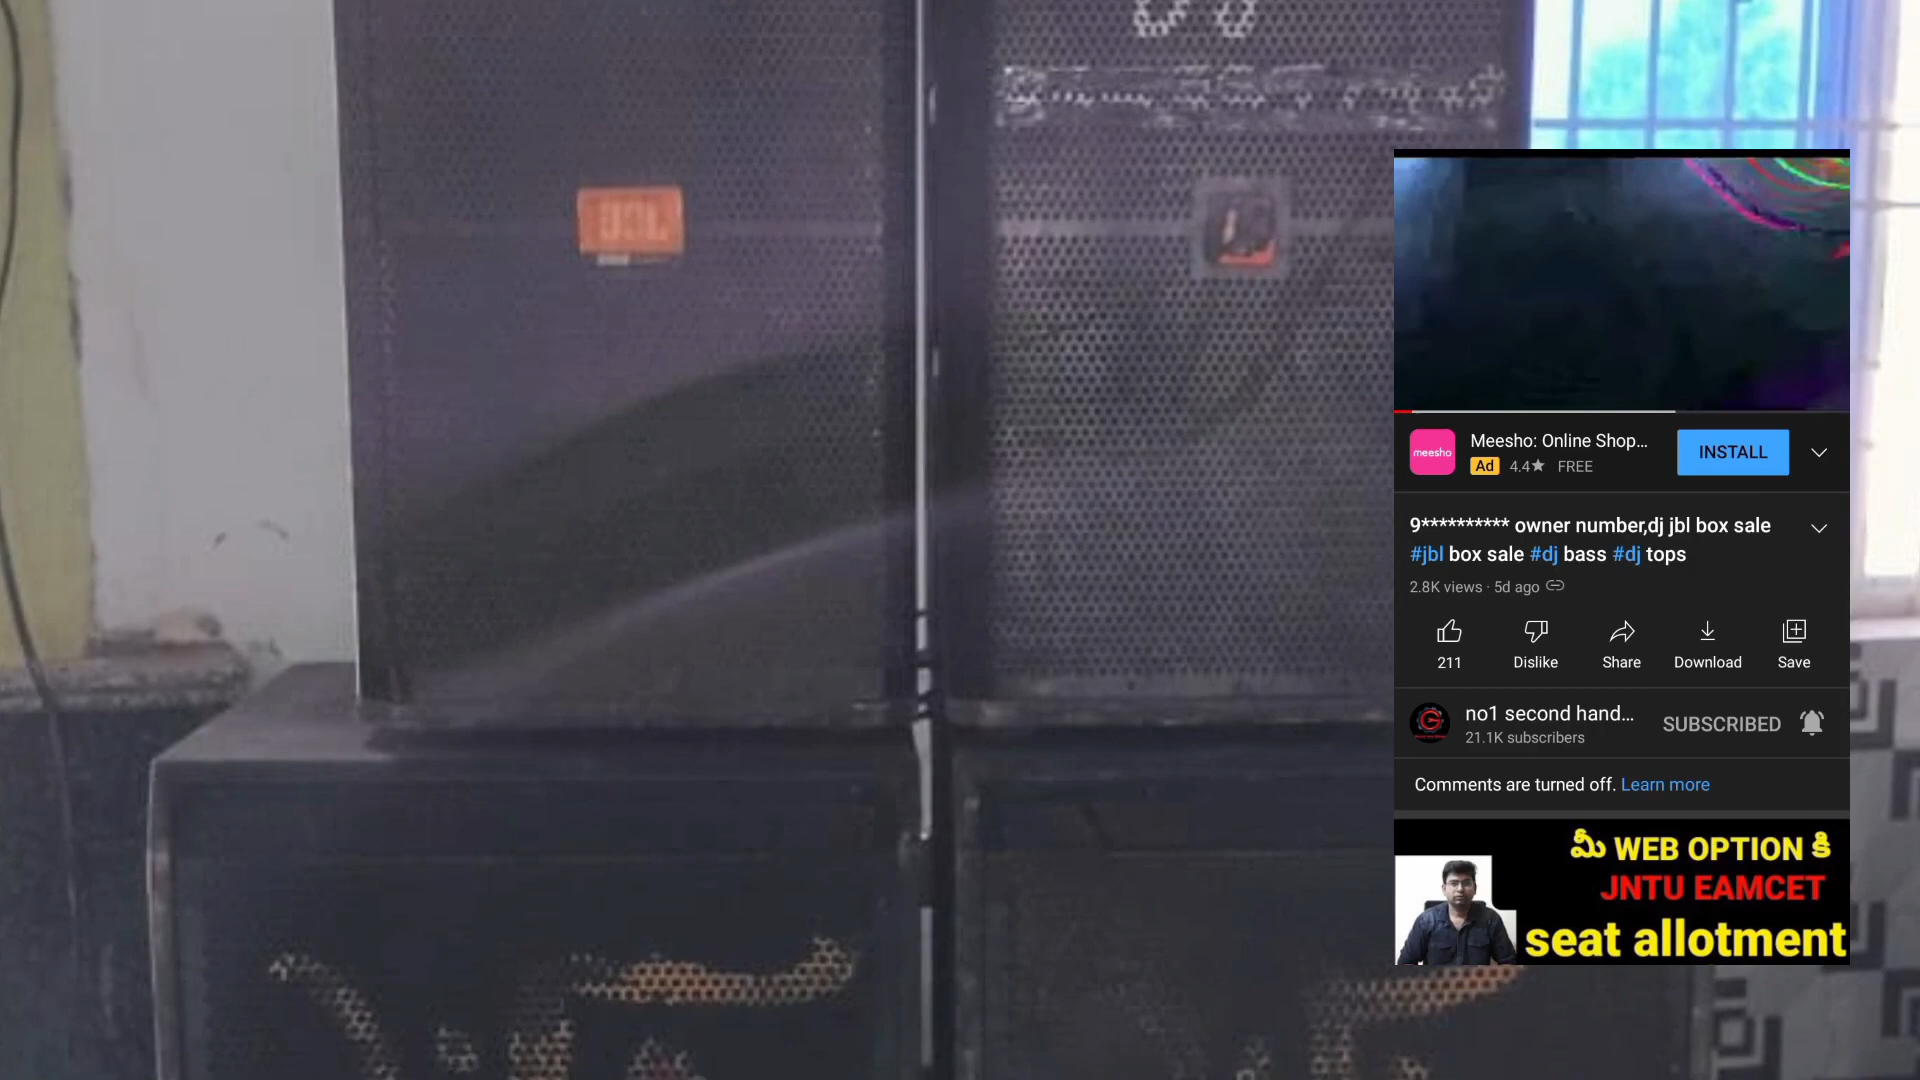 JBL
meesho
Meesho: Online Shop...
INSTALL
Ad 4.4★ FREE
9********** owner number,dj jbl box sale
#jbl box sale #dj bass #dj tops
2.8K views · 5d ago
211
Dislike
Share
Download
Save
no1 second hand...
SUBSCRIBED
21.1K subscribers
Comments are turned off. Learn more
మీ WEB OPTION కి
JNTU EAMCET
seat allotment